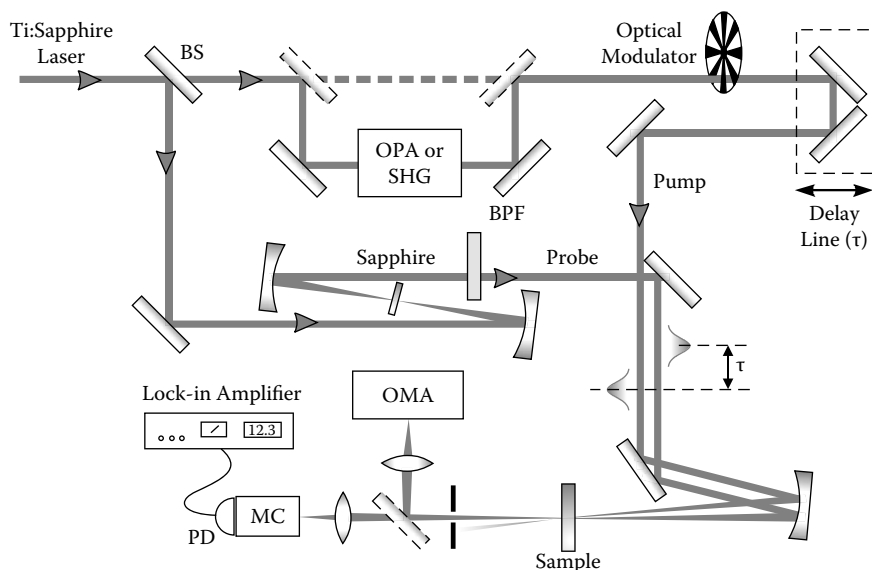 Ti:Sapphire
Laser
BS
Optical
Modulator
OPA or
SHG
BPF
Pump
Delay
Line (τ)
Sapphire
Probe
τ
Lock-in Amplifier
12.3
OMA
MC
PD
Sample